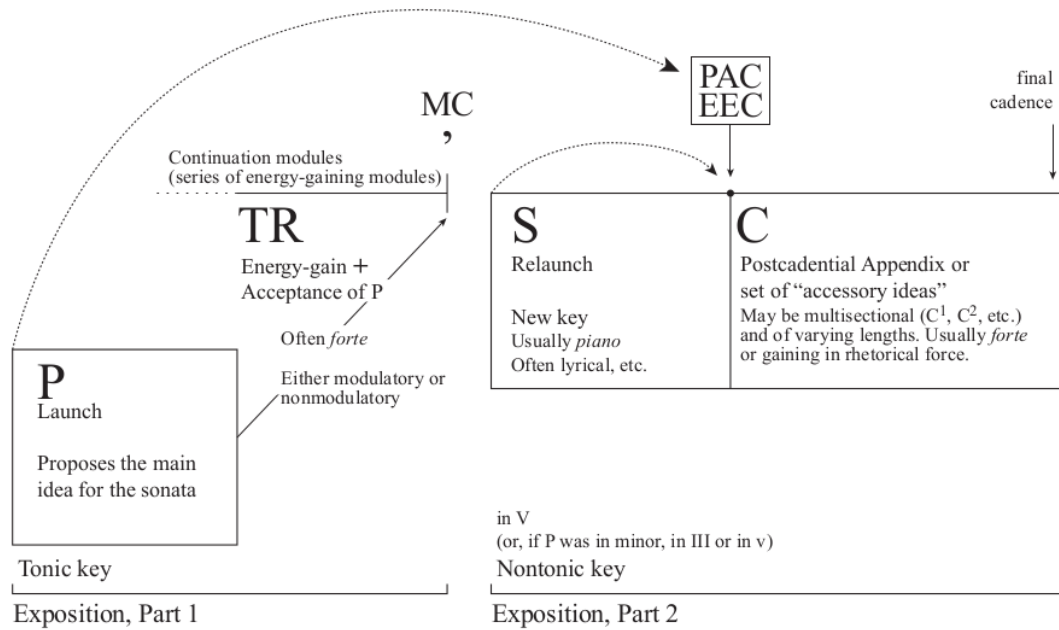 PAC
EEC
final
cadence
MC
,
Continuation modules
(series of energy-gaining modules)
TR
Energy-gain +
Acceptance of P
Often forte
Either modulatory or
nonmodulatory
P
Launch
Proposes the main
idea for the sonata
Tonic key
Exposition, Part 1
S
Relaunch
New key
Usually piano
Often lyrical, etc.
C
Postcadential Appendix or
set of “accessory ideas”
May be multisectional (C¹, C², etc.)
and of varying lengths. Usually forte
or gaining in rhetorical force.
in V
(or, if P was in minor, in III or in v)
Nontonic key
Exposition, Part 2